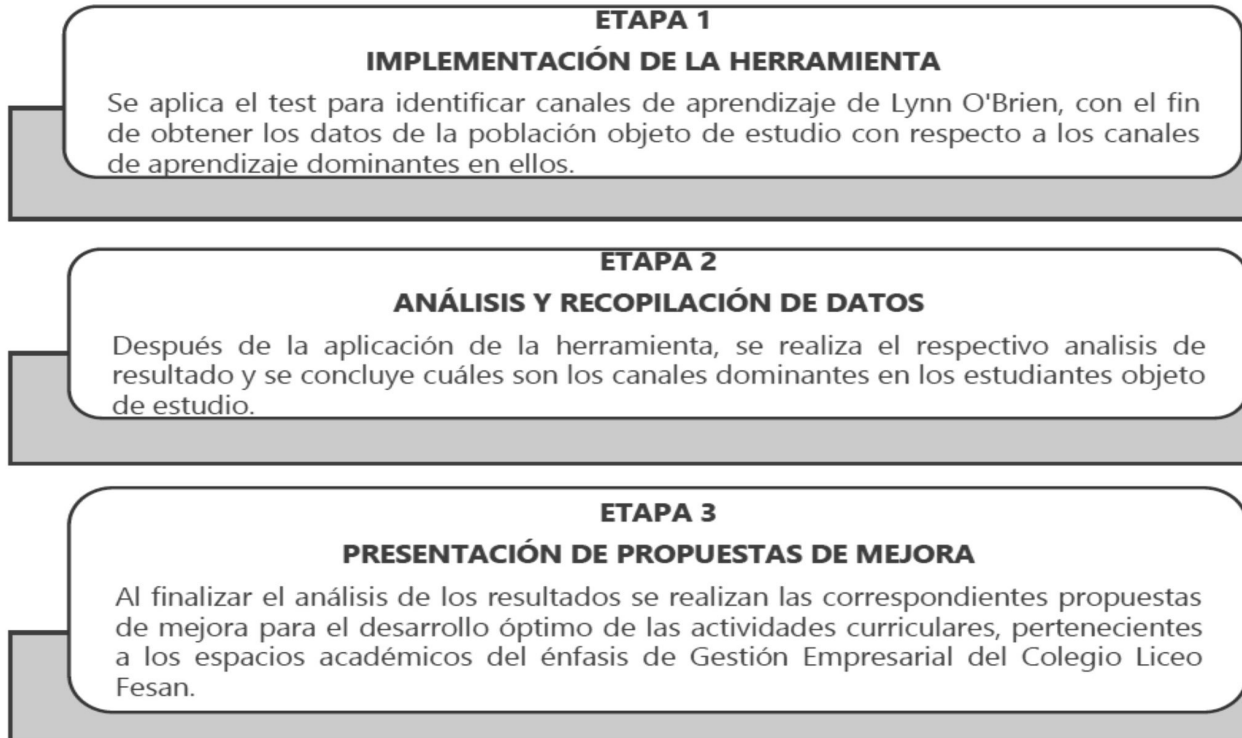 ETAPA 1
IMPLEMENTACIÓN DE LA HERRAMIENTA
Se aplica el test para identificar canales de aprendizaje de Lynn O'Brien, con el fin
de obtener los datos de la población objeto de estudio con respecto a los canales
de aprendizaje dominantes en ellos.
ETAPA 2
ANÁLISIS Y RECOPILACIÓN DE DATOS
Después de la aplicación de la herramienta, se realiza el respectivo analisis de
resultado y se concluye cuáles son los canales dominantes en los estudiantes objeto
de estudio.
ETAPA 3
PRESENTACIÓN DE PROPUESTAS DE MEJORA
Al finalizar el análisis de los resultados se realizan las correspondientes propuestas
de mejora para el desarrollo óptimo de las actividades curriculares, pertenecientes
a los espacios académicos del énfasis de Gestión Empresarial del Colegio Liceo
Fesan.